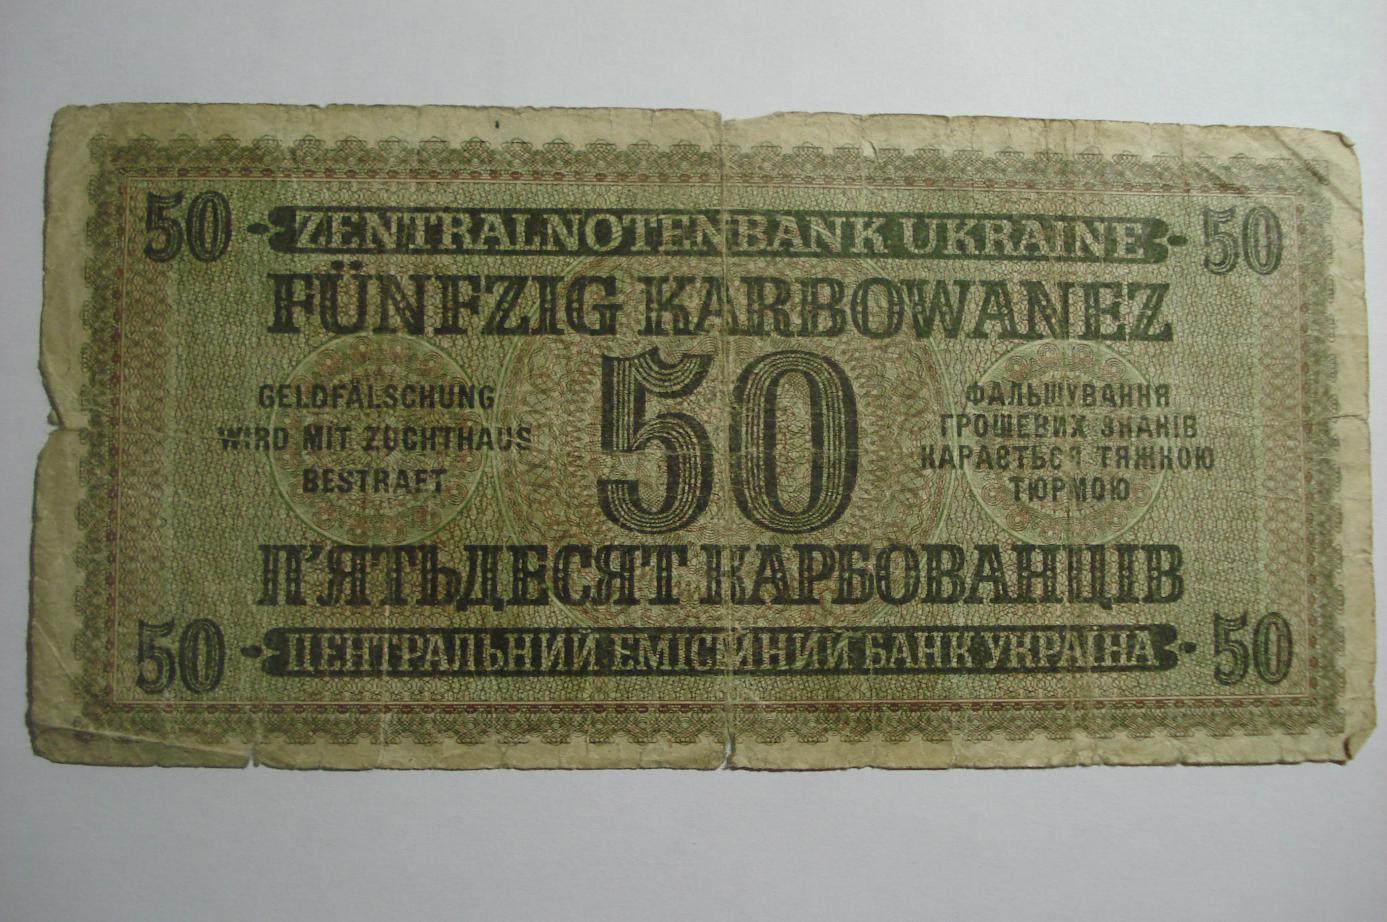 50 ZENTRALNOTENBANK UKRAINE 50
FÜNFZIG KARBOWANEZ
50
GELDFÄLSCHUNG
WIRD MIT ZUCHTHAUS
BESTRAFT
ФАЛЬШУВАННЯ
ГРОШЕВИХ ЗНАКІВ
КАРАЄТЬСЯ ТЯЖКОЮ
ТЮРМОЮ
П'ЯТЬДЕСЯТ КАРБОВАНЦІВ
50 ЦЕНТРАЛЬНИЙ ЕМІСІЙНИЙ БАНК УКРАЇНА 50